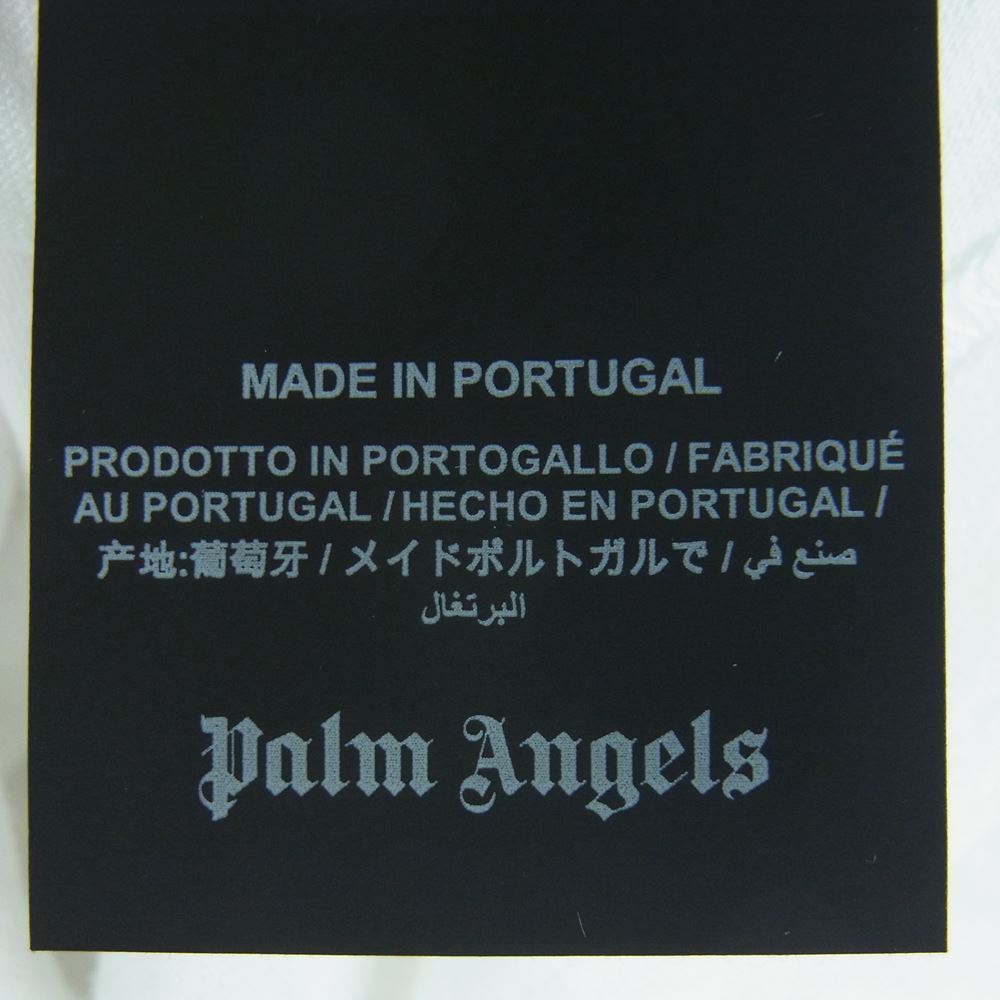 MADE IN PORTUGAL
PRODOTTO IN PORTOGALLO / FABRIQUÉ
AU PORTUGAL / HECHO EN PORTUGAL /
产地:葡萄牙 / メイドポルトガルで / صنع في
البرتغال
Palm Angels